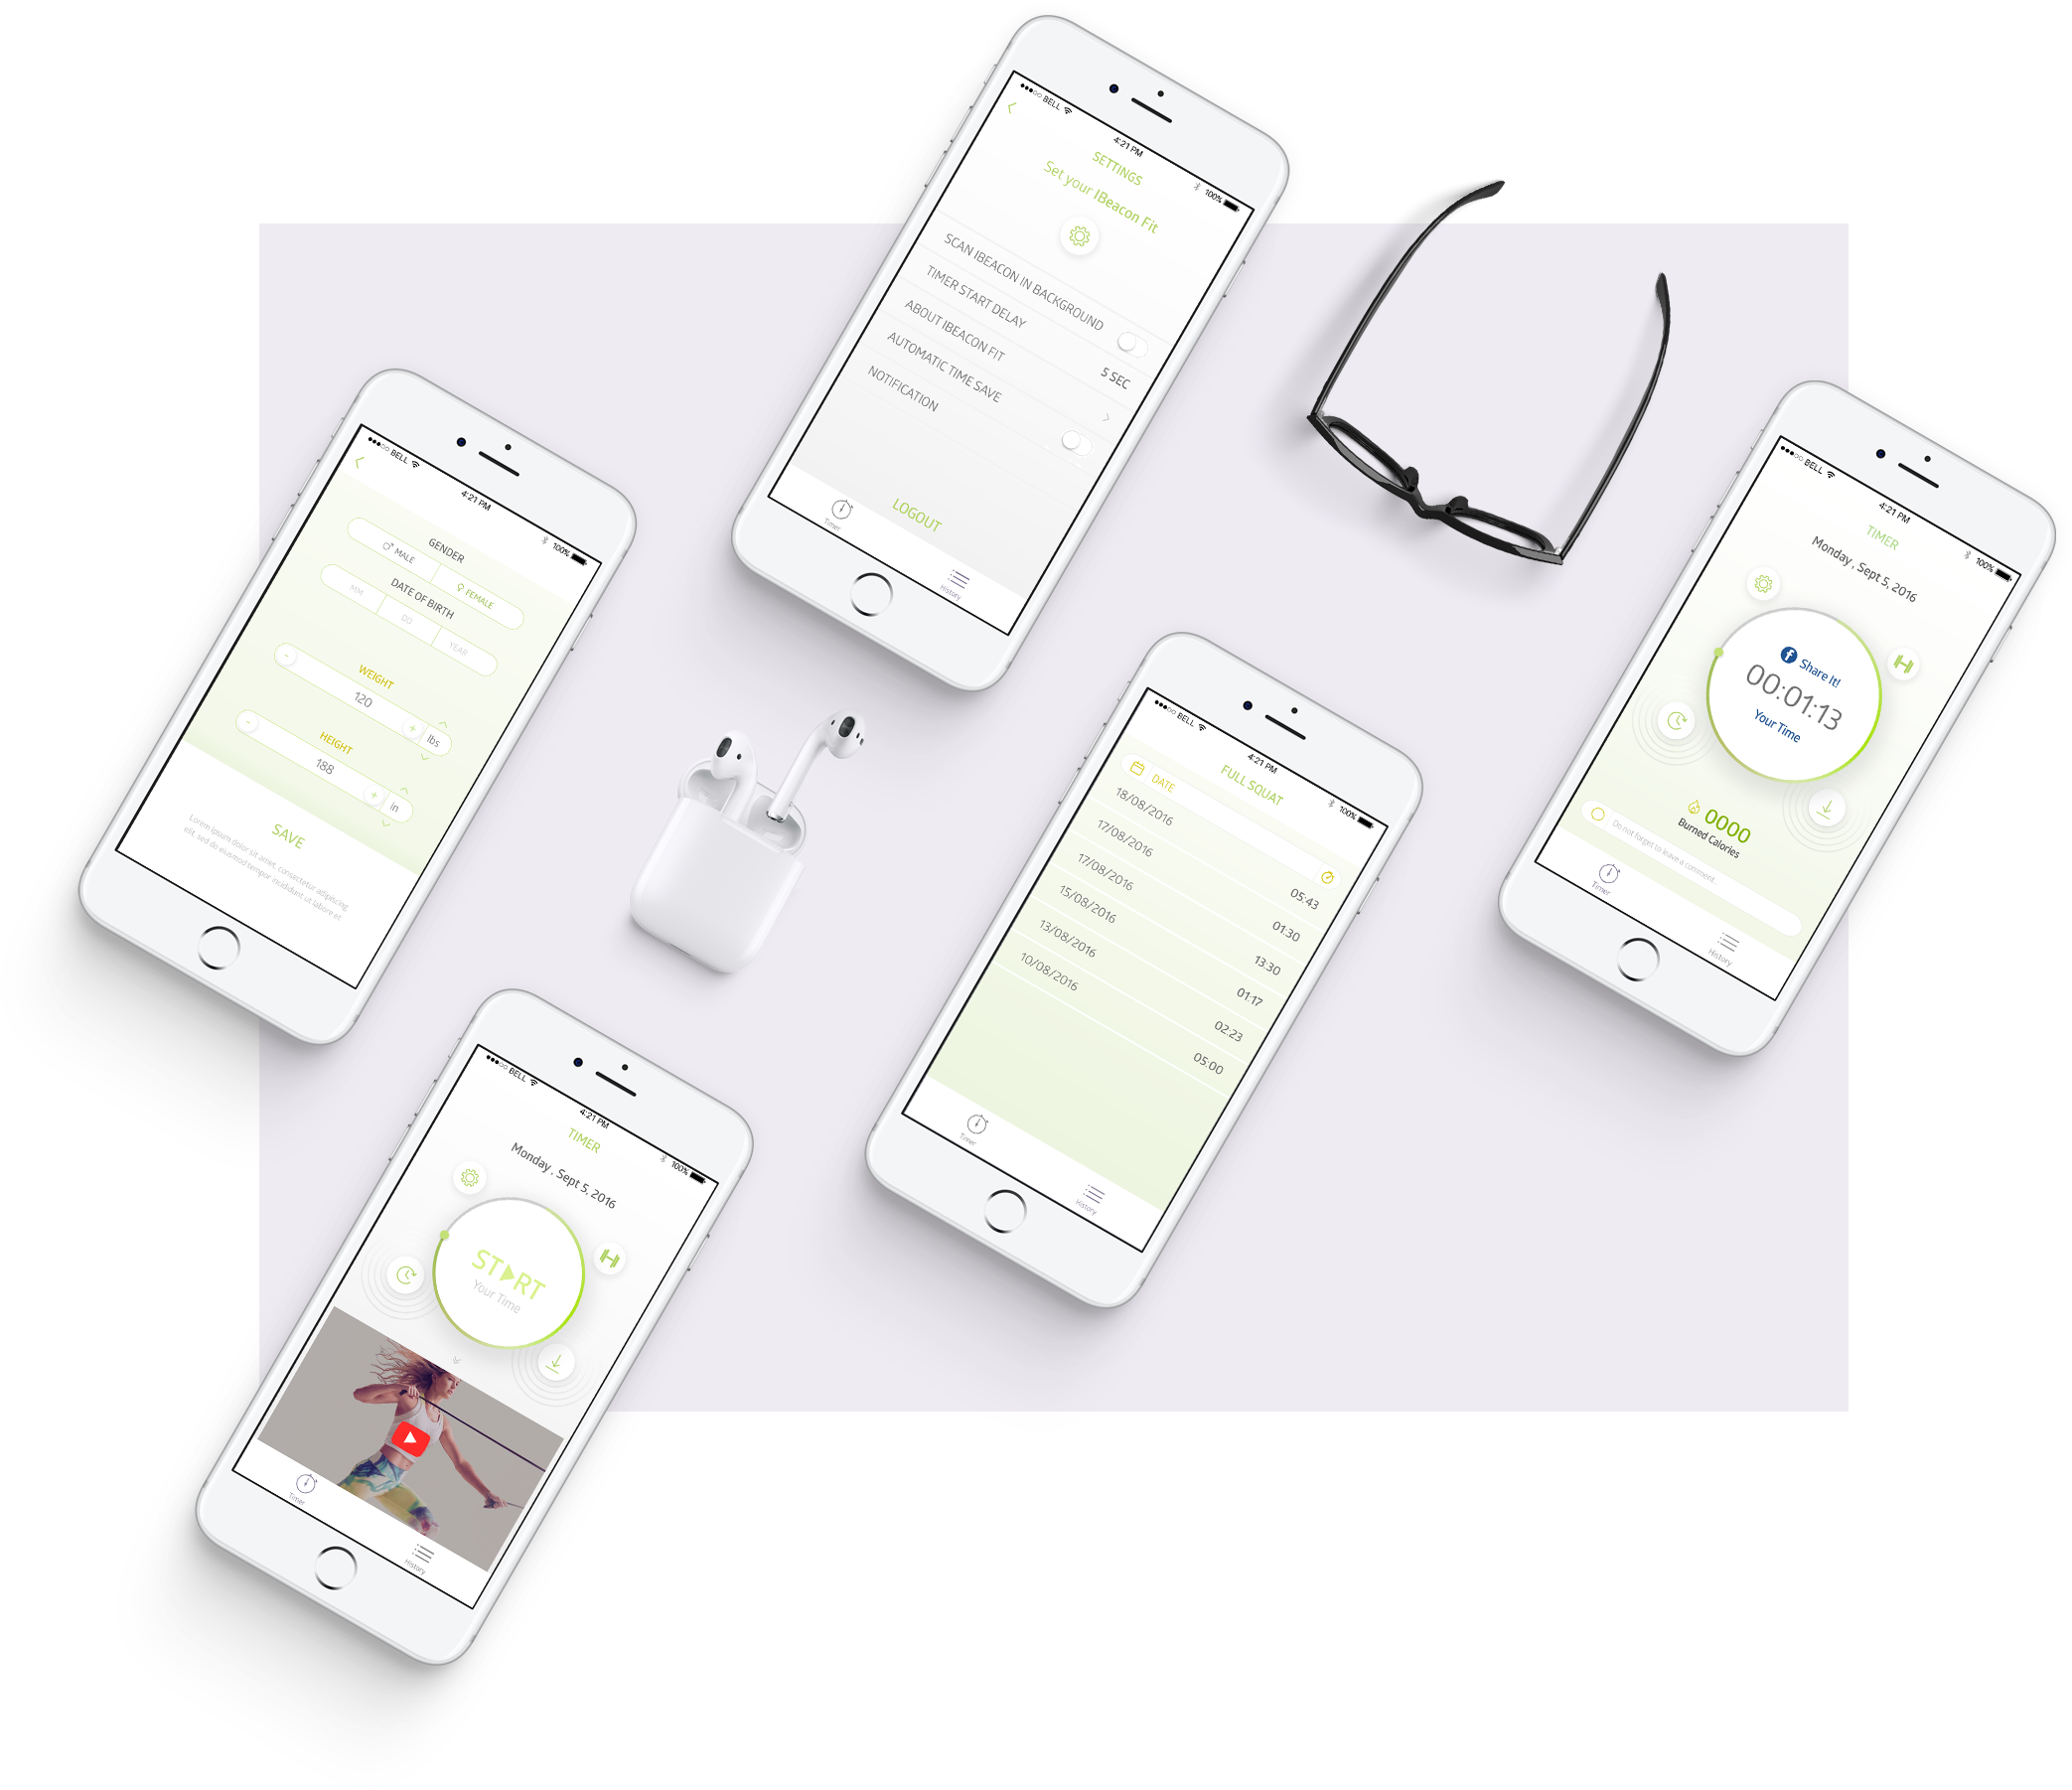 BELL
4:21 PM
100%
SETTINGS
Set your IBeacon Fit
SCAN IBEACON IN BACKGROUND
TIMER START DELAY
5 SEC
ABOUT IBEACON FIT
AUTOMATIC TIME SAVE
NOTIFICATION
LOGOUT
Timer
History
BELL
4:21 PM
100%
GENDER
MALE
FEMALE
DATE OF BIRTH
MM
DD
YEAR
WEIGHT
-
120
+
lbs
HEIGHT
-
188
+
in
SAVE
Lorem ipsum dolor sit amet, consectetur adipiscing
elit, sed do eiusmod tempor incididunt ut labore et
BELL
4:21 PM
100%
TIMER
Monday , Sept 5, 2016
f Share It!
00:01:13
Your Time
0000
Burned Calories
Do not forget to leave a comment...
Timer
History
BELL
4:21 PM
100%
FULL SQUAT
DATE
18/08/2016 05:43
17/08/2016 01:30
17/08/2016 13:30
15/08/2016 01:17
13/08/2016 02:23
10/08/2016 05:00
Timer
History
BELL
4:21 PM
100%
TIMER
Monday , Sept 5, 2016
START
Your Time
Timer
History